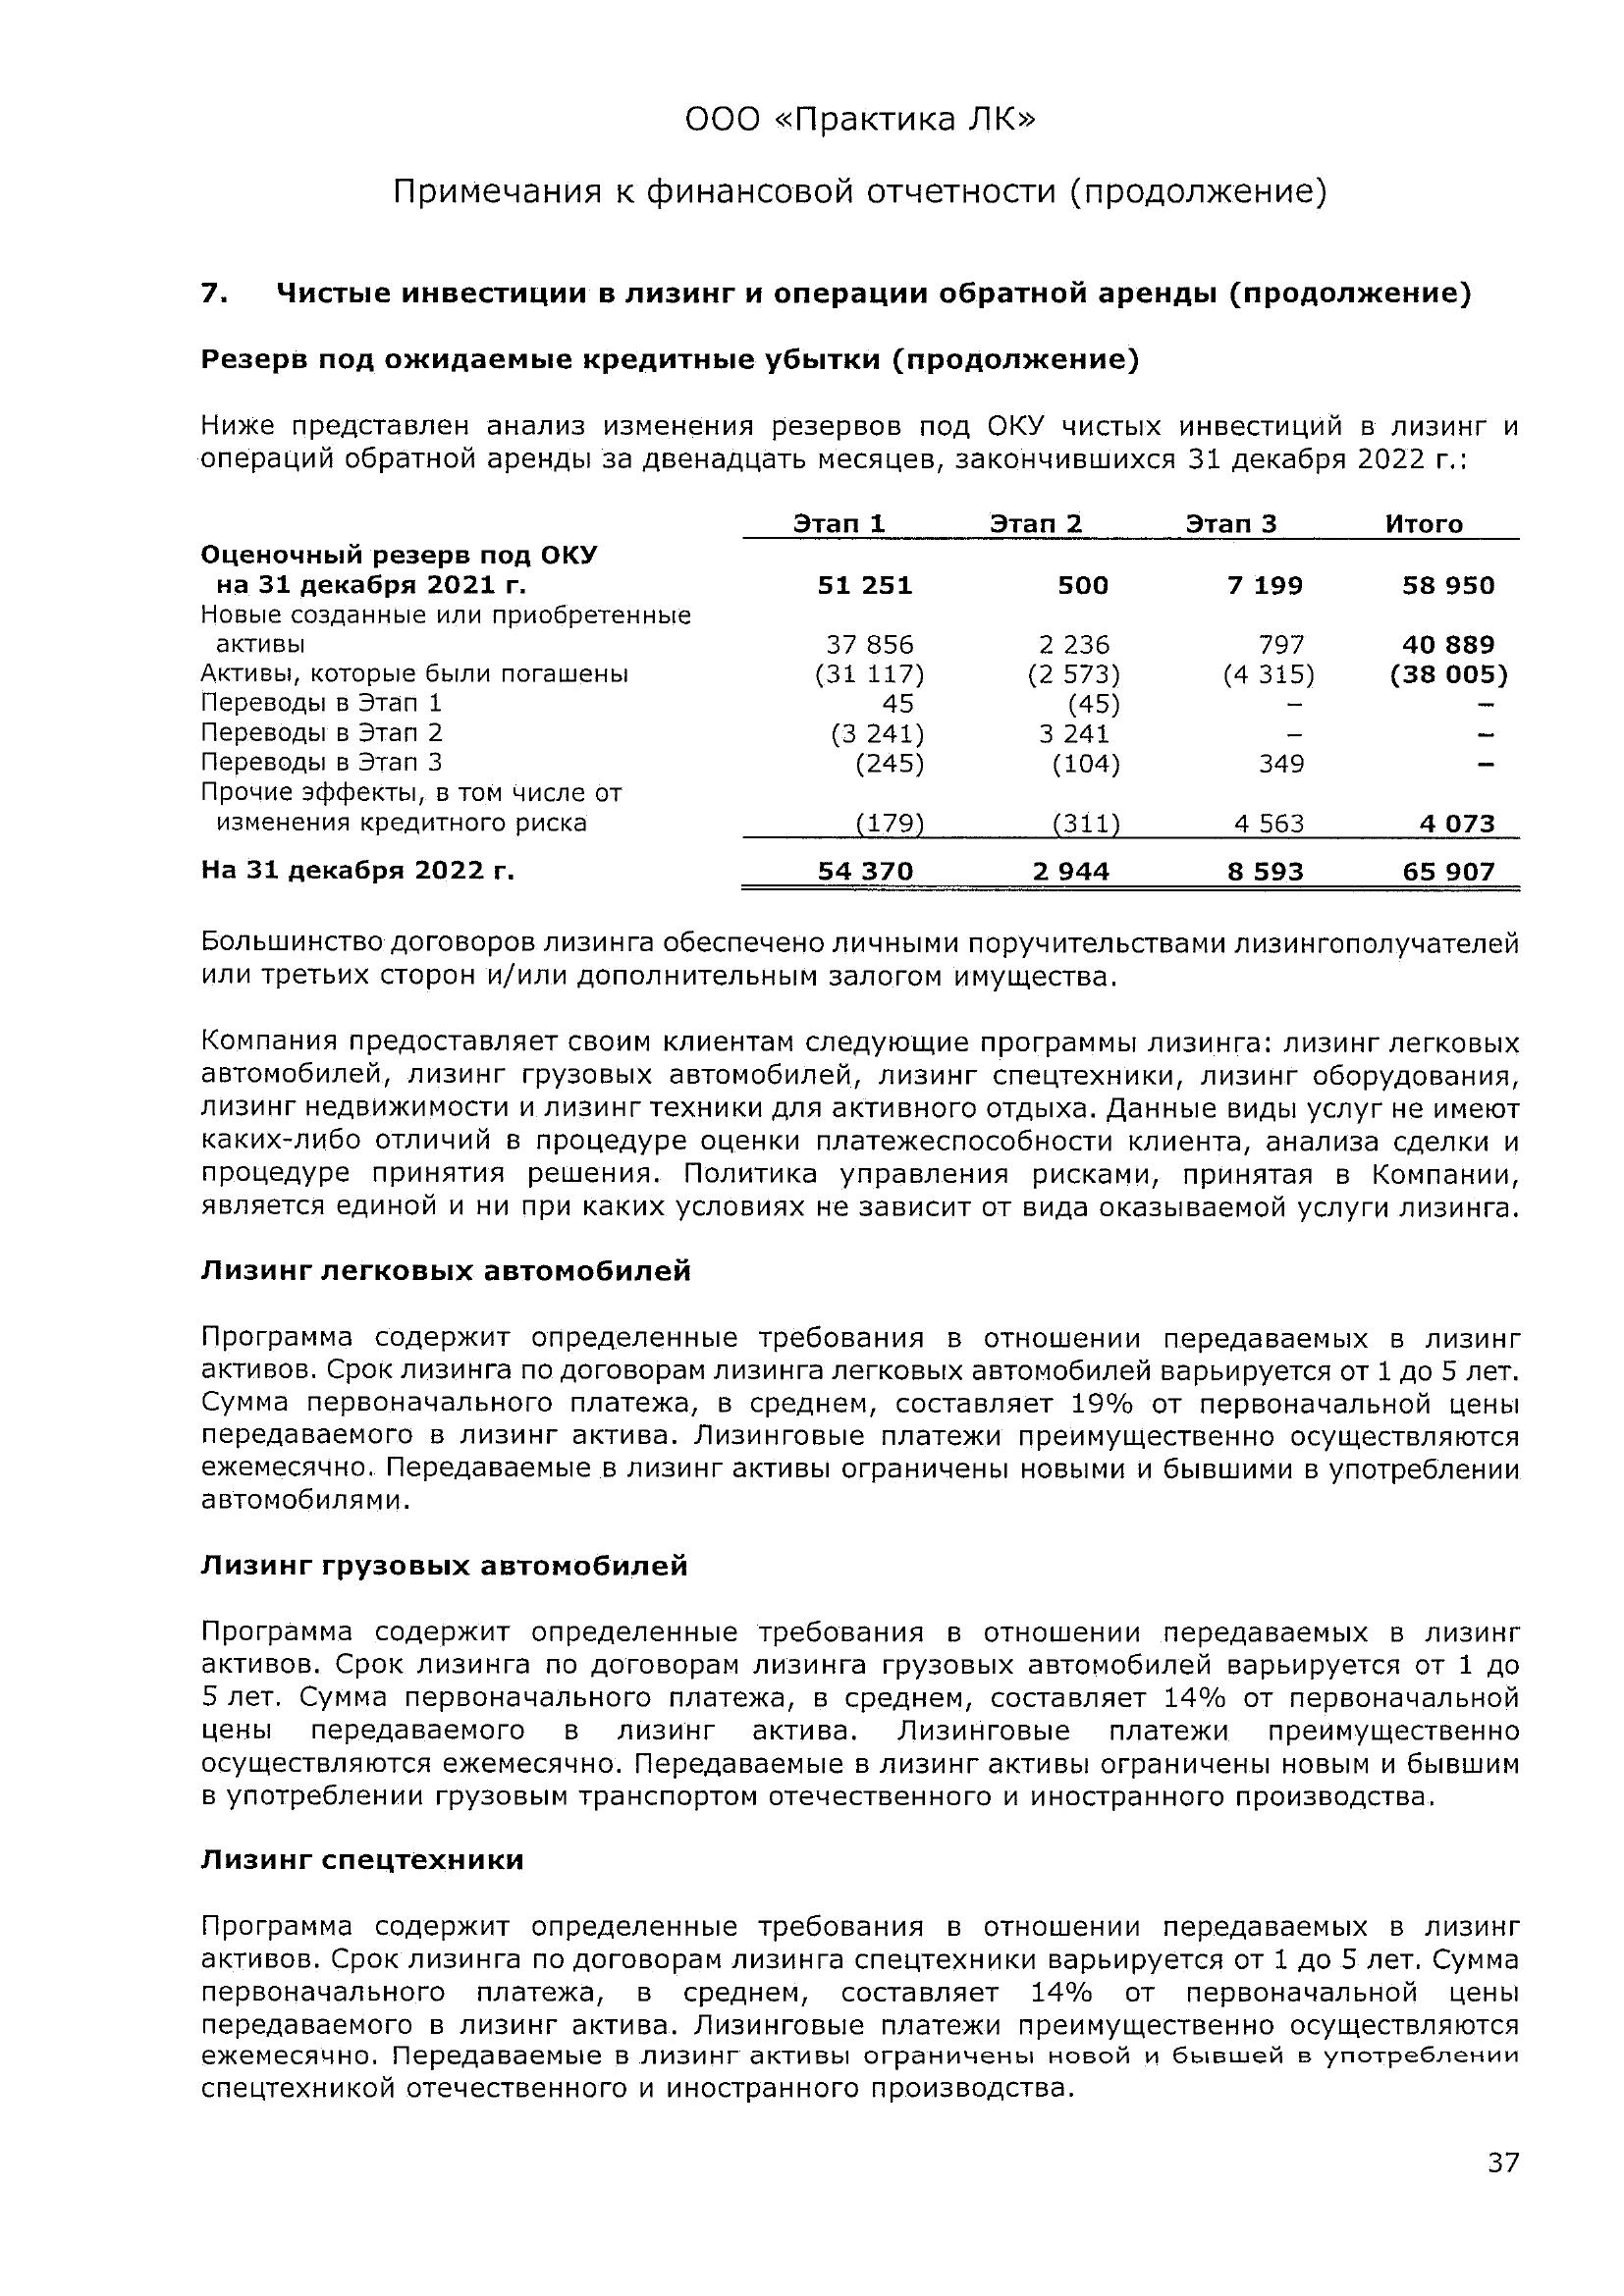 ООО «Практика ЛК»
Примечания к финансовой отчетности (продолжение)
7. Чистые инвестиции в лизинг и операции обратной аренды (продолжение)
Резерв под ожидаемые кредитные убытки (продолжение)
Ниже представлен анализ изменения резервов под ОКУ чистых инвестиций в лизинг и
операций обратной аренды за двенадцать месяцев, закончившихся 31 декабря 2022 г.:
Этап 1 Этап 2 Этап 3 Итого
Оценочный резерв под ОКУ
на 31 декабря 2021 г. 51 251 500 7 199 58 950
Новые созданные или приобретенные
активы 37 856 2 236 797 40 889
Активы, которые были погашены (31 117) (2 573) (4 315) (38 005)
Переводы в Этап 1 45 (45) – –
Переводы в Этап 2 (3 241) 3 241 – –
Переводы в Этап 3 (245) (104) 349 –
Прочие эффекты, в том числе от
изменения кредитного риска (179) (311) 4 563 4 073
На 31 декабря 2022 г. 54 370 2 944 8 593 65 907
Большинство договоров лизинга обеспечено личными поручительствами лизингополучателей
или третьих сторон и/или дополнительным залогом имущества.
Компания предоставляет своим клиентам следующие программы лизинга: лизинг легковых
автомобилей, лизинг грузовых автомобилей, лизинг спецтехники, лизинг оборудования,
лизинг недвижимости и лизинг техники для активного отдыха. Данные виды услуг не имеют
каких-либо отличий в процедуре оценки платежеспособности клиента, анализа сделки и
процедуре принятия решения. Политика управления рисками, принятая в Компании,
является единой и ни при каких условиях не зависит от вида оказываемой услуги лизинга.
Лизинг легковых автомобилей
Программа содержит определенные требования в отношении передаваемых в лизинг
активов. Срок лизинга по договорам лизинга легковых автомобилей варьируется от 1 до 5 лет.
Сумма первоначального платежа, в среднем, составляет 19% от первоначальной цены
передаваемого в лизинг актива. Лизинговые платежи преимущественно осуществляются
ежемесячно. Передаваемые в лизинг активы ограничены новыми и бывшими в употреблении
автомобилями.
Лизинг грузовых автомобилей
Программа содержит определенные требования в отношении передаваемых в лизинг
активов. Срок лизинга по договорам лизинга грузовых автомобилей варьируется от 1 до
5 лет. Сумма первоначального платежа, в среднем, составляет 14% от первоначальной
цены передаваемого в лизинг актива. Лизинговые платежи преимущественно
осуществляются ежемесячно. Передаваемые в лизинг активы ограничены новым и бывшим
в употреблении грузовым транспортом отечественного и иностранного производства.
Лизинг спецтехники
Программа содержит определенные требования в отношении передаваемых в лизинг
активов. Срок лизинга по договорам лизинга спецтехники варьируется от 1 до 5 лет. Сумма
первоначального платежа, в среднем, составляет 14% от первоначальной цены
передаваемого в лизинг актива. Лизинговые платежи преимущественно осуществляются
ежемесячно. Передаваемые в лизинг активы ограничены новой и бывшей в употреблении
спецтехникой отечественного и иностранного производства.
37